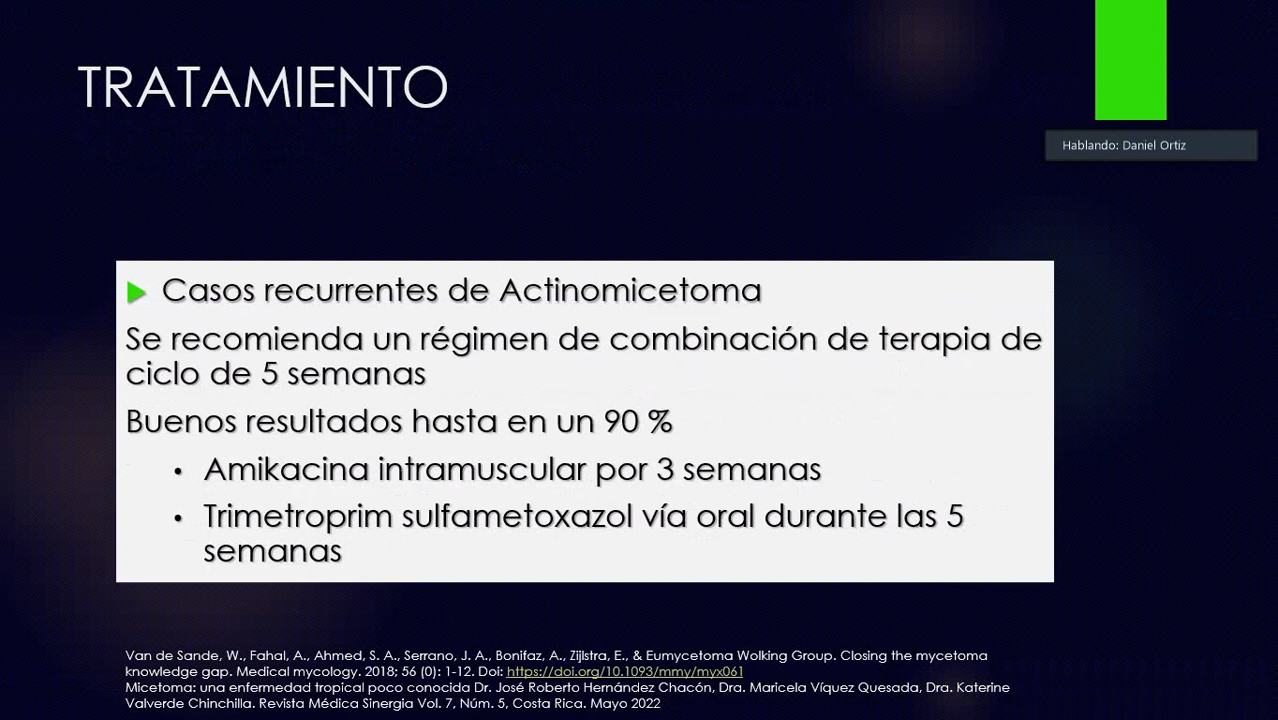 TRATAMIENTO
Hablando: Daniel Ortiz
Casos recurrentes de Actinomicetoma
Se recomienda un régimen de combinación de terapia de
ciclo de 5 semanas
Buenos resultados hasta en un 90 %
• Amikacina intramuscular por 3 semanas
• Trimetroprim sulfametoxazol vía oral durante las 5
semanas
Van de Sande, W., Fahal, A., Ahmed, S. A., Serrano, J. A., Bonifaz, A., Zijlstra, E., & Eumycetoma Wolking Group. Closing the mycetoma
knowledge gap. Medical mycology. 2018; 56 (0): 1-12. Doi: https://doi.org/10.1093/mmy/myx061
Micetoma: una enfermedad tropical poco conocida Dr. José Roberto Hernández Chacón, Dra. Maricela Víquez Quesada, Dra. Katerine
Valverde Chinchilla. Revista Médica Sinergia Vol. 7, Núm. 5, Costa Rica. Mayo 2022